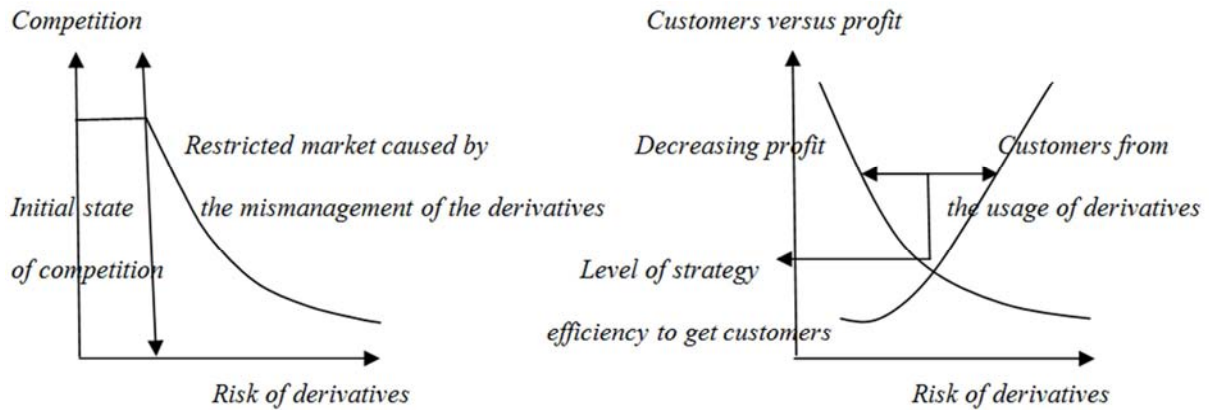 Competition
Restricted market caused by
Initial state
the mismanagement of the derivatives
of competition
Risk of derivatives
Customers versus profit
Decreasing profit
Customers from
the usage of derivatives
Level of strategy
efficiency to get customers
Risk of derivatives